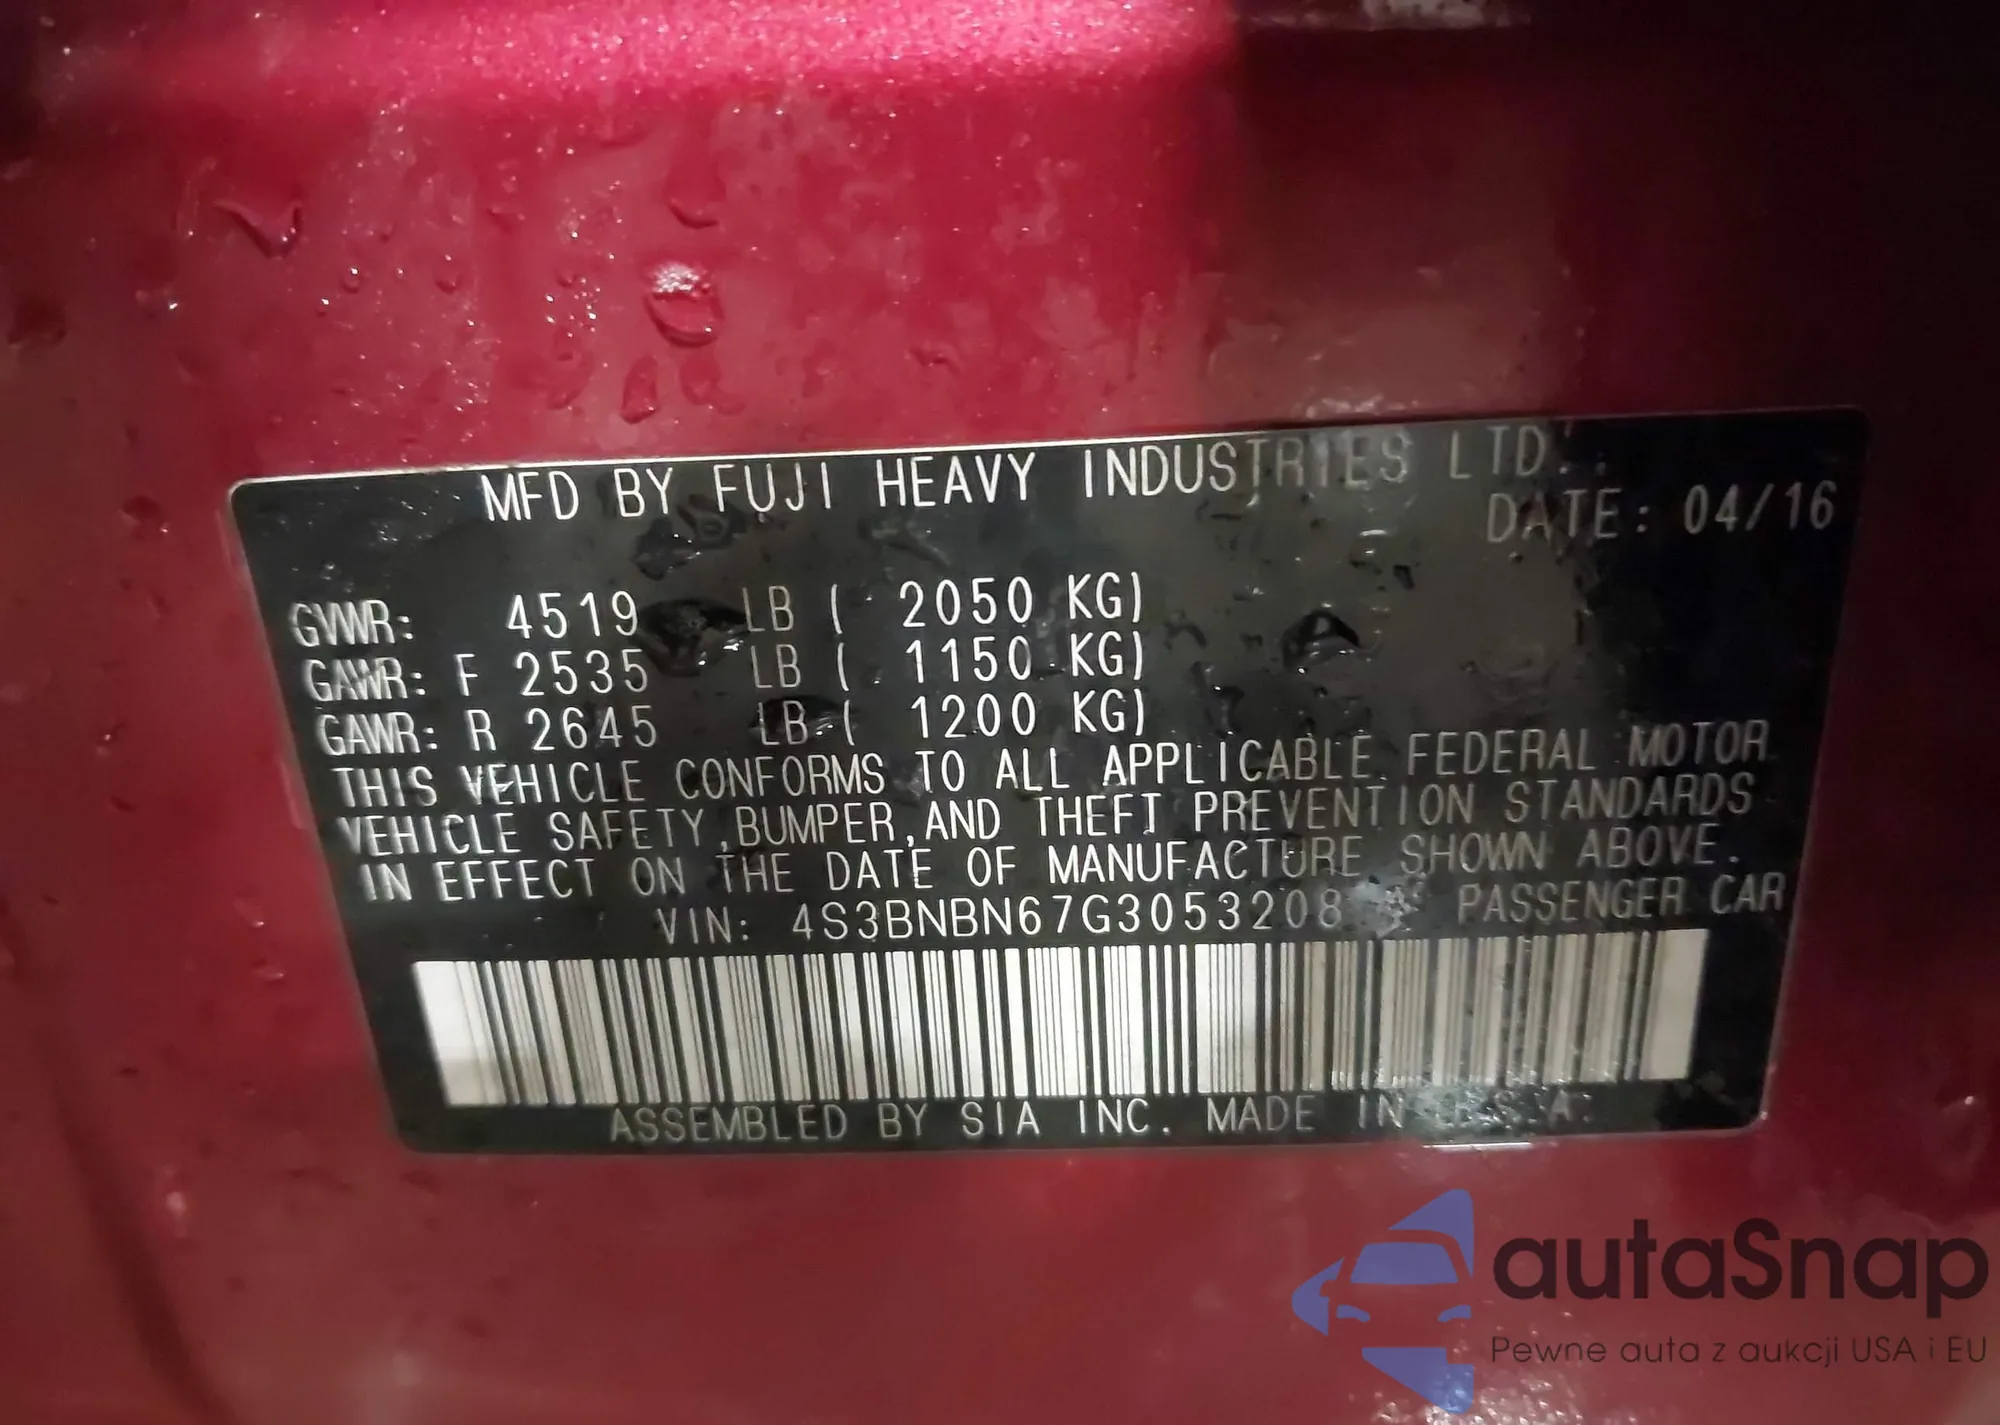 MFD BY FUJI HEAVY INDUSTRIES LTD.
DATE: 04/16
GVWR: 4519 LB ( 2050 KG)
GAWR: F 2535 LB ( 1150 KG)
GAWR: R 2645 LB ( 1200 KG)
THIS VEHICLE CONFORMS TO ALL APPLICABLE FEDERAL MOTOR
VEHICLE SAFETY,BUMPER,AND THEFT PREVENTION STANDARDS
IN EFFECT ON THE DATE OF MANUFACTURE SHOWN ABOVE.
VIN: 4S3BNBN67G3053208 PASSENGER CAR
ASSEMBLED BY SIA INC. MADE IN U.S.A.
autaSnap
Pewne auta z aukcji USA i EU